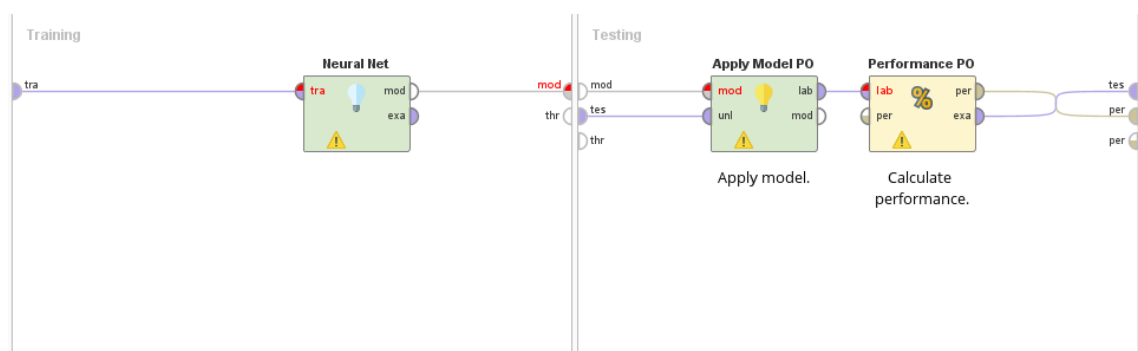 Training
Testing
Neural Net
Apply Model PO
Performance PO
tra
tra
mod
exa
mod
thr
mod
tes
thr
mod
unl
lab
mod
lab
per
per
exa
tes
per
per
Apply model.
Calculate
performance.